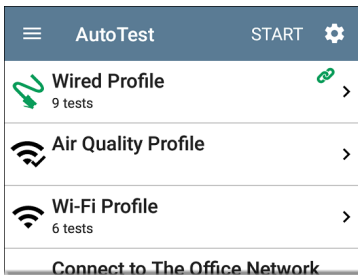 AutoTest START
Wired Profile
9 tests
Air Quality Profile
Wi-Fi Profile
6 tests
Connect to The Office Network